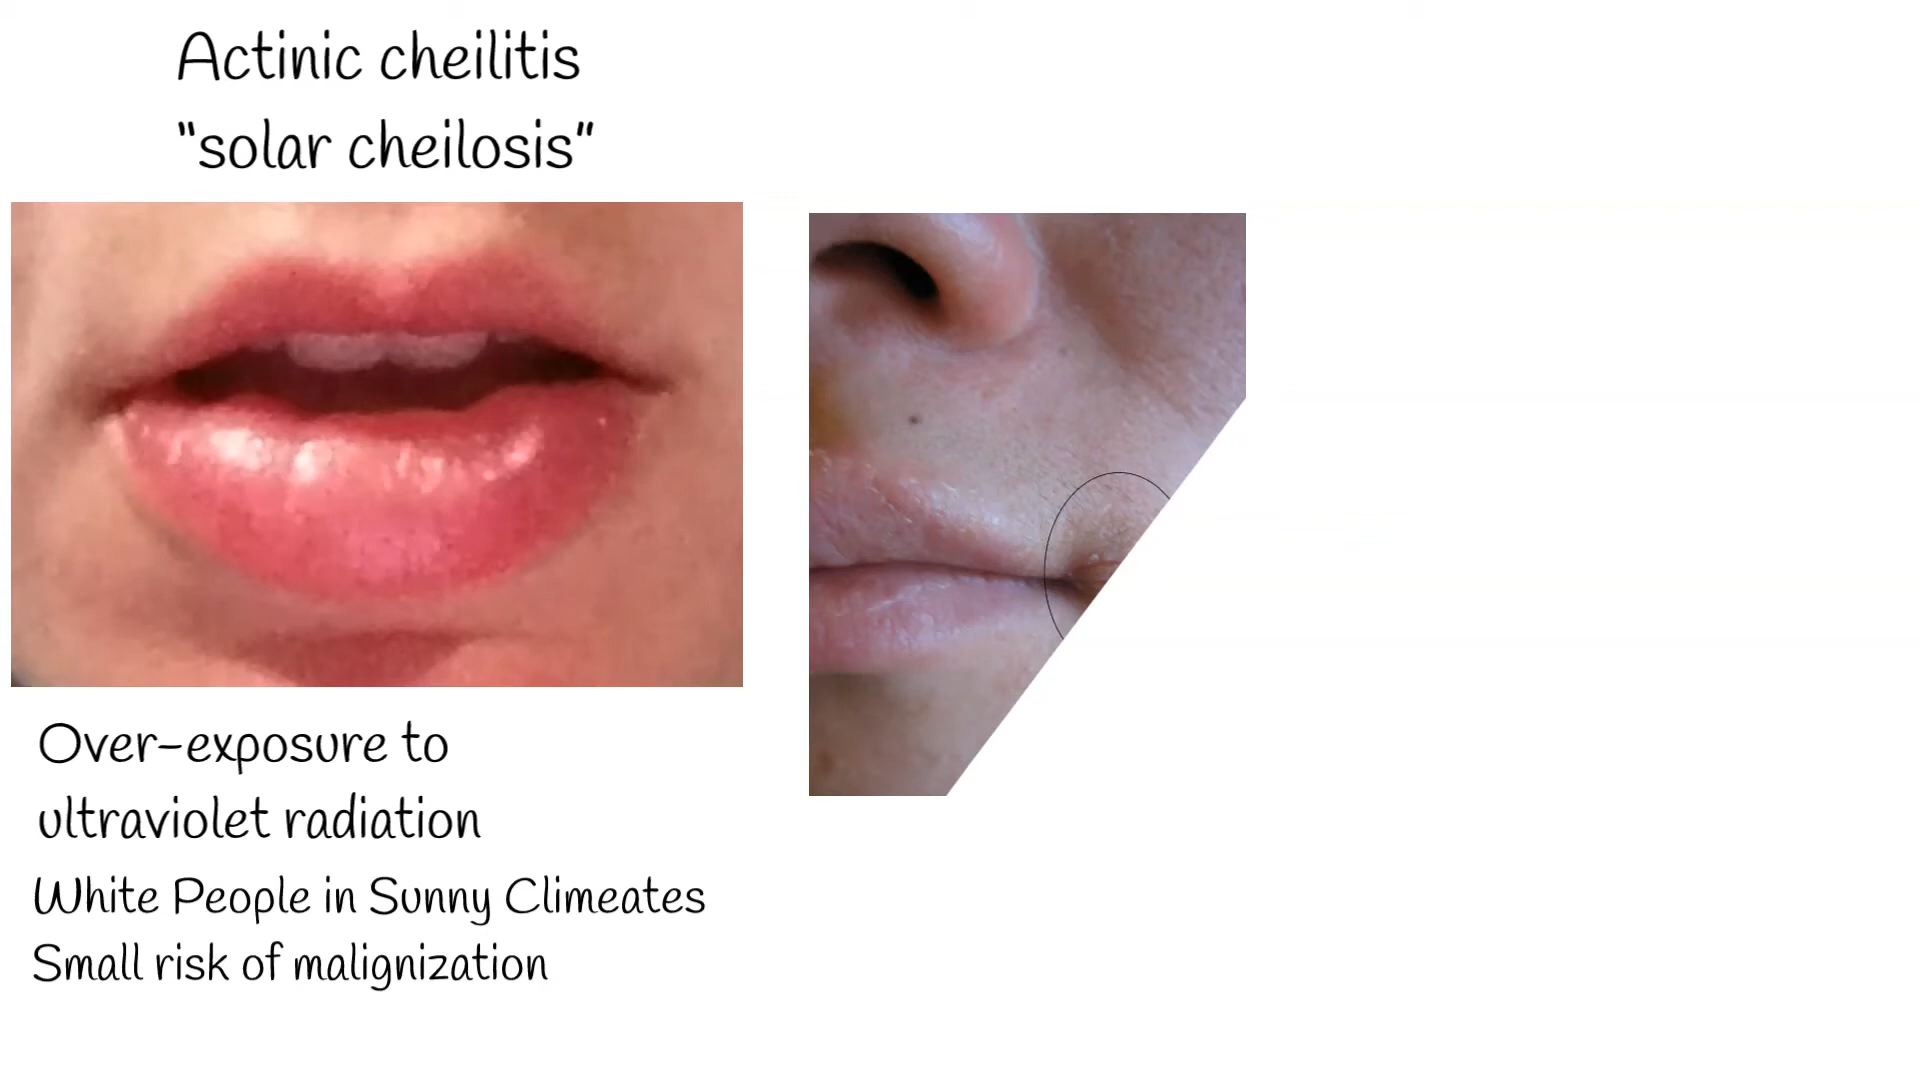 Actinic cheilitis
"solar cheilosis"
Over-exposure to
ultraviolet radiation
White People in Sunny Climeates
Small risk of malignization